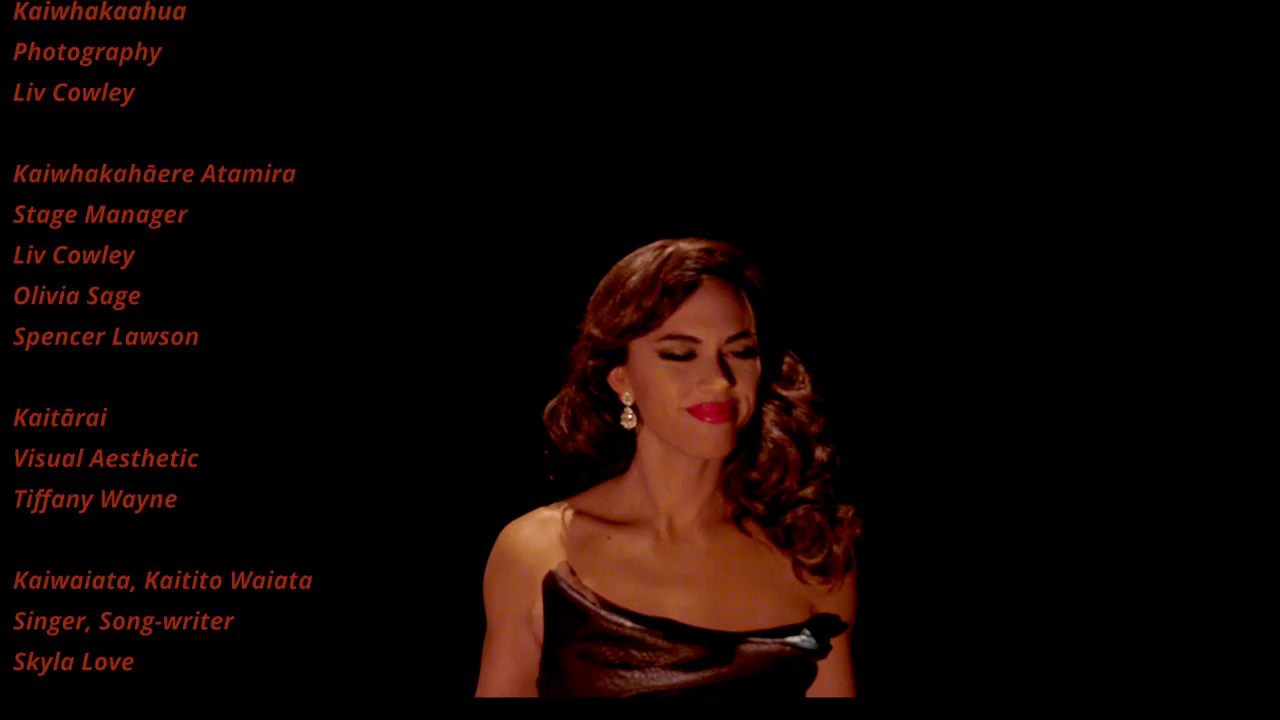 Kaiwhakaahua
Photography
Liv Cowley
Kaiwhakahāere Atamira
Stage Manager
Liv Cowley
Olivia Sage
Spencer Lawson
Kaitārai
Visual Aesthetic
Tiffany Wayne
Kaiwaiata, Kaitito Waiata
Singer, Song-writer
Skyla Love